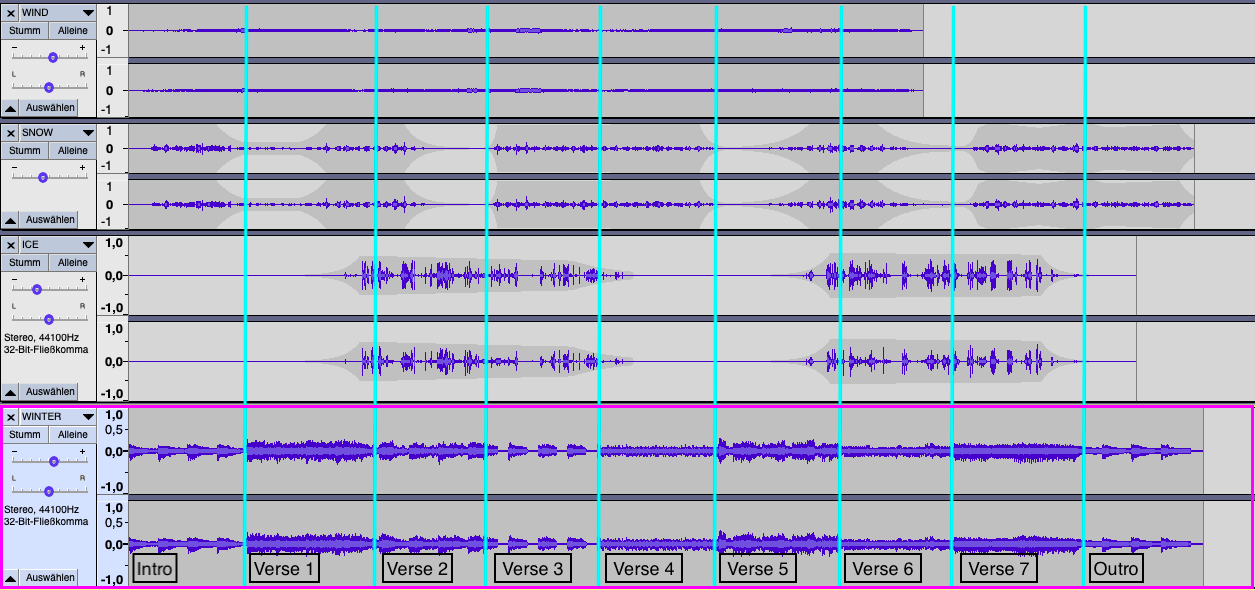 × WIND ▼
Stumm Alleine
- +
L R
▲ Auswählen
1
0
-1
1
0
-1
× SNOW ▼
Stumm Alleine
- +
▲ Auswählen
1
0
-1
1
0
-1
× ICE ▼
Stumm Alleine
- +
L R
Stereo, 44100Hz
32-Bit-Fließkomma
▲ Auswählen
1,0
0,0
-1,0
1,0
0,0
-1,0
× WINTER ▼
Stumm Alleine
- +
L R
Stereo, 44100Hz
32-Bit-Fließkomma
▲ Auswählen
1,0
0,5
0,0
-1,0
1,0
0,5
0,0
-1,0
Intro Verse 1 Verse 2 Verse 3 Verse 4 Verse 5 Verse 6 Verse 7 Outro